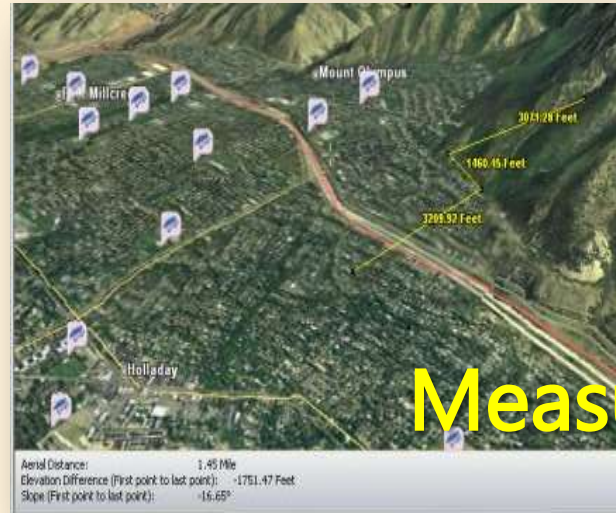 Mount Olympus
East Millcre
3071.28 Feet
1460.45 Feet
3209.92 Feet
Holladay
Meas
Aerial Distance: 1.45 Mile
Elevation Difference (First point to last point): -1751.47 Feet
Slope (First point to last point): -16.65°